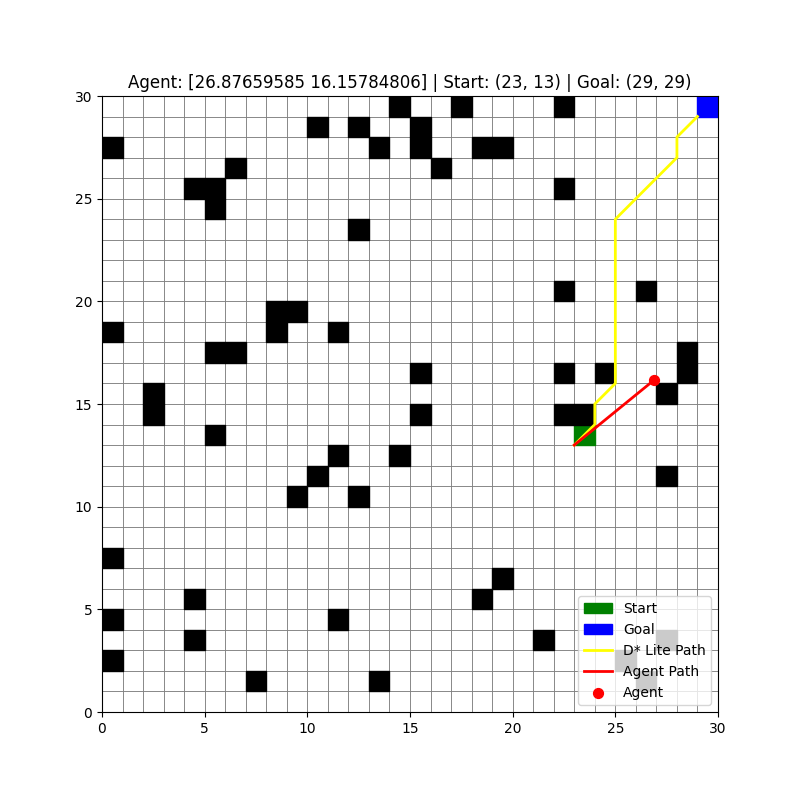 Agent: [26.87659585 16.15784806] | Start: (23, 13) | Goal: (29, 29)
30
25
20
15
10
5
0
0 5 10 15 20 25 30
Start
Goal
D* Lite Path
Agent Path
Agent